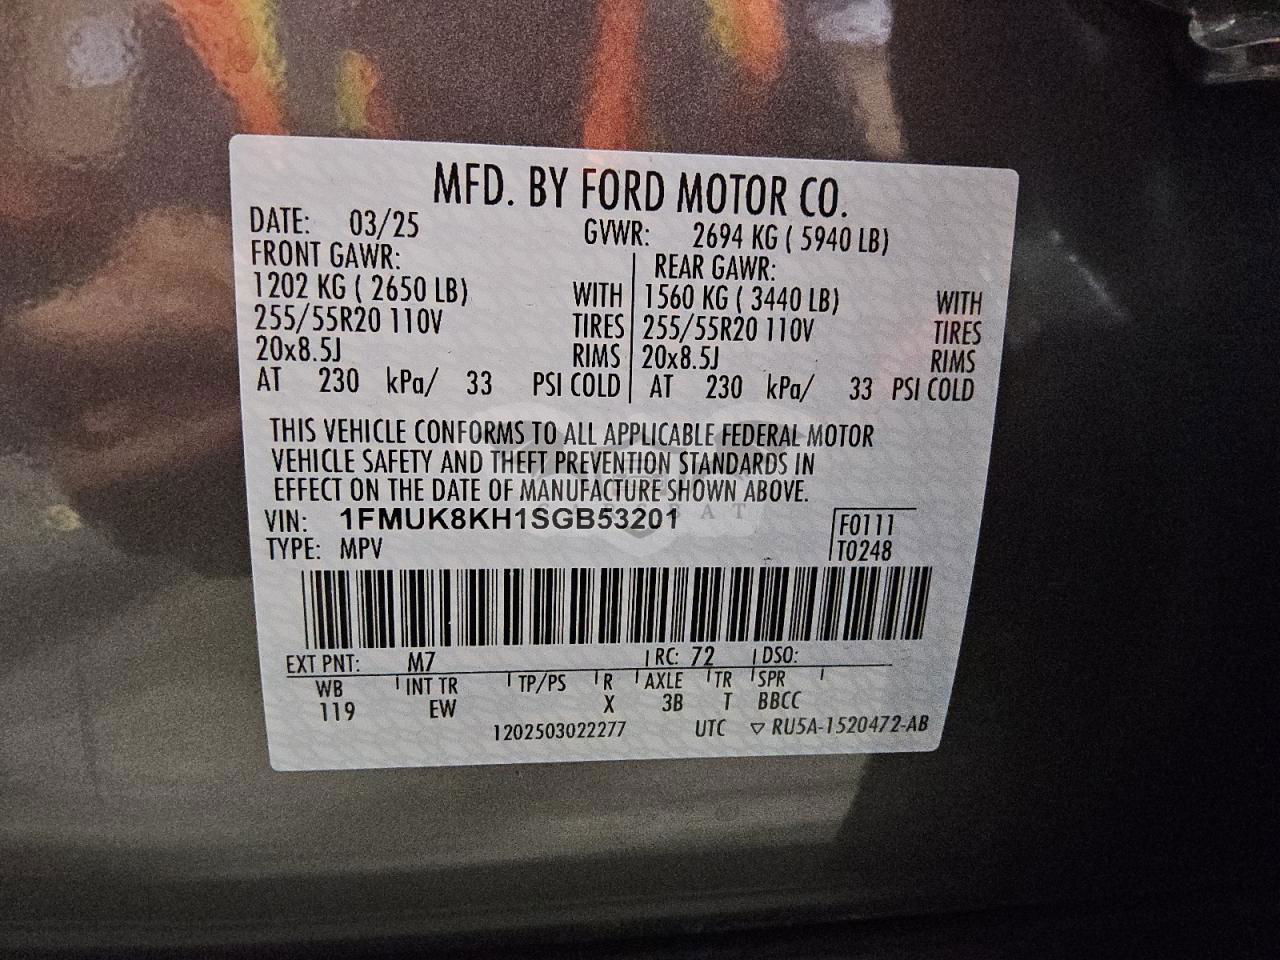 MFD. BY FORD MOTOR CO.
DATE: 03/25 GVWR: 2694 KG ( 5940 LB)
FRONT GAWR: REAR GAWR:
1202 KG ( 2650 LB) WITH 1560 KG ( 3440 LB) WITH
255/55R20 110V TIRES 255/55R20 110V TIRES
20x8.5J RIMS 20x8.5J RIMS
AT 230 kPa/ 33 PSI COLD AT 230 kPa/ 33 PSI COLD
THIS VEHICLE CONFORMS TO ALL APPLICABLE FEDERAL MOTOR
VEHICLE SAFETY AND THEFT PREVENTION STANDARDS IN
EFFECT ON THE DATE OF MANUFACTURE SHOWN ABOVE.
VIN: 1FMUK8KH1SGB53201 F0111
TYPE: MPV T0248
EXT PNT: M7 RC: 72 DSO:
WB INT TR TP/PS R AXLE TR SPR
119 EW X 3B T BBCC
1202503022277 UTC ▽ RU5A-1520472-AB